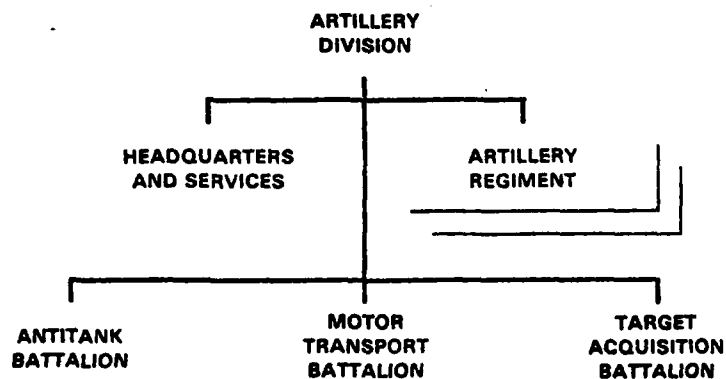 ARTILLERY
DIVISION
HEADQUARTERS
AND SERVICES
ARTILLERY
REGIMENT
ANTITANK
BATTALION
MOTOR
TRANSPORT
BATTALION
TARGET
ACQUISITION
BATTALION